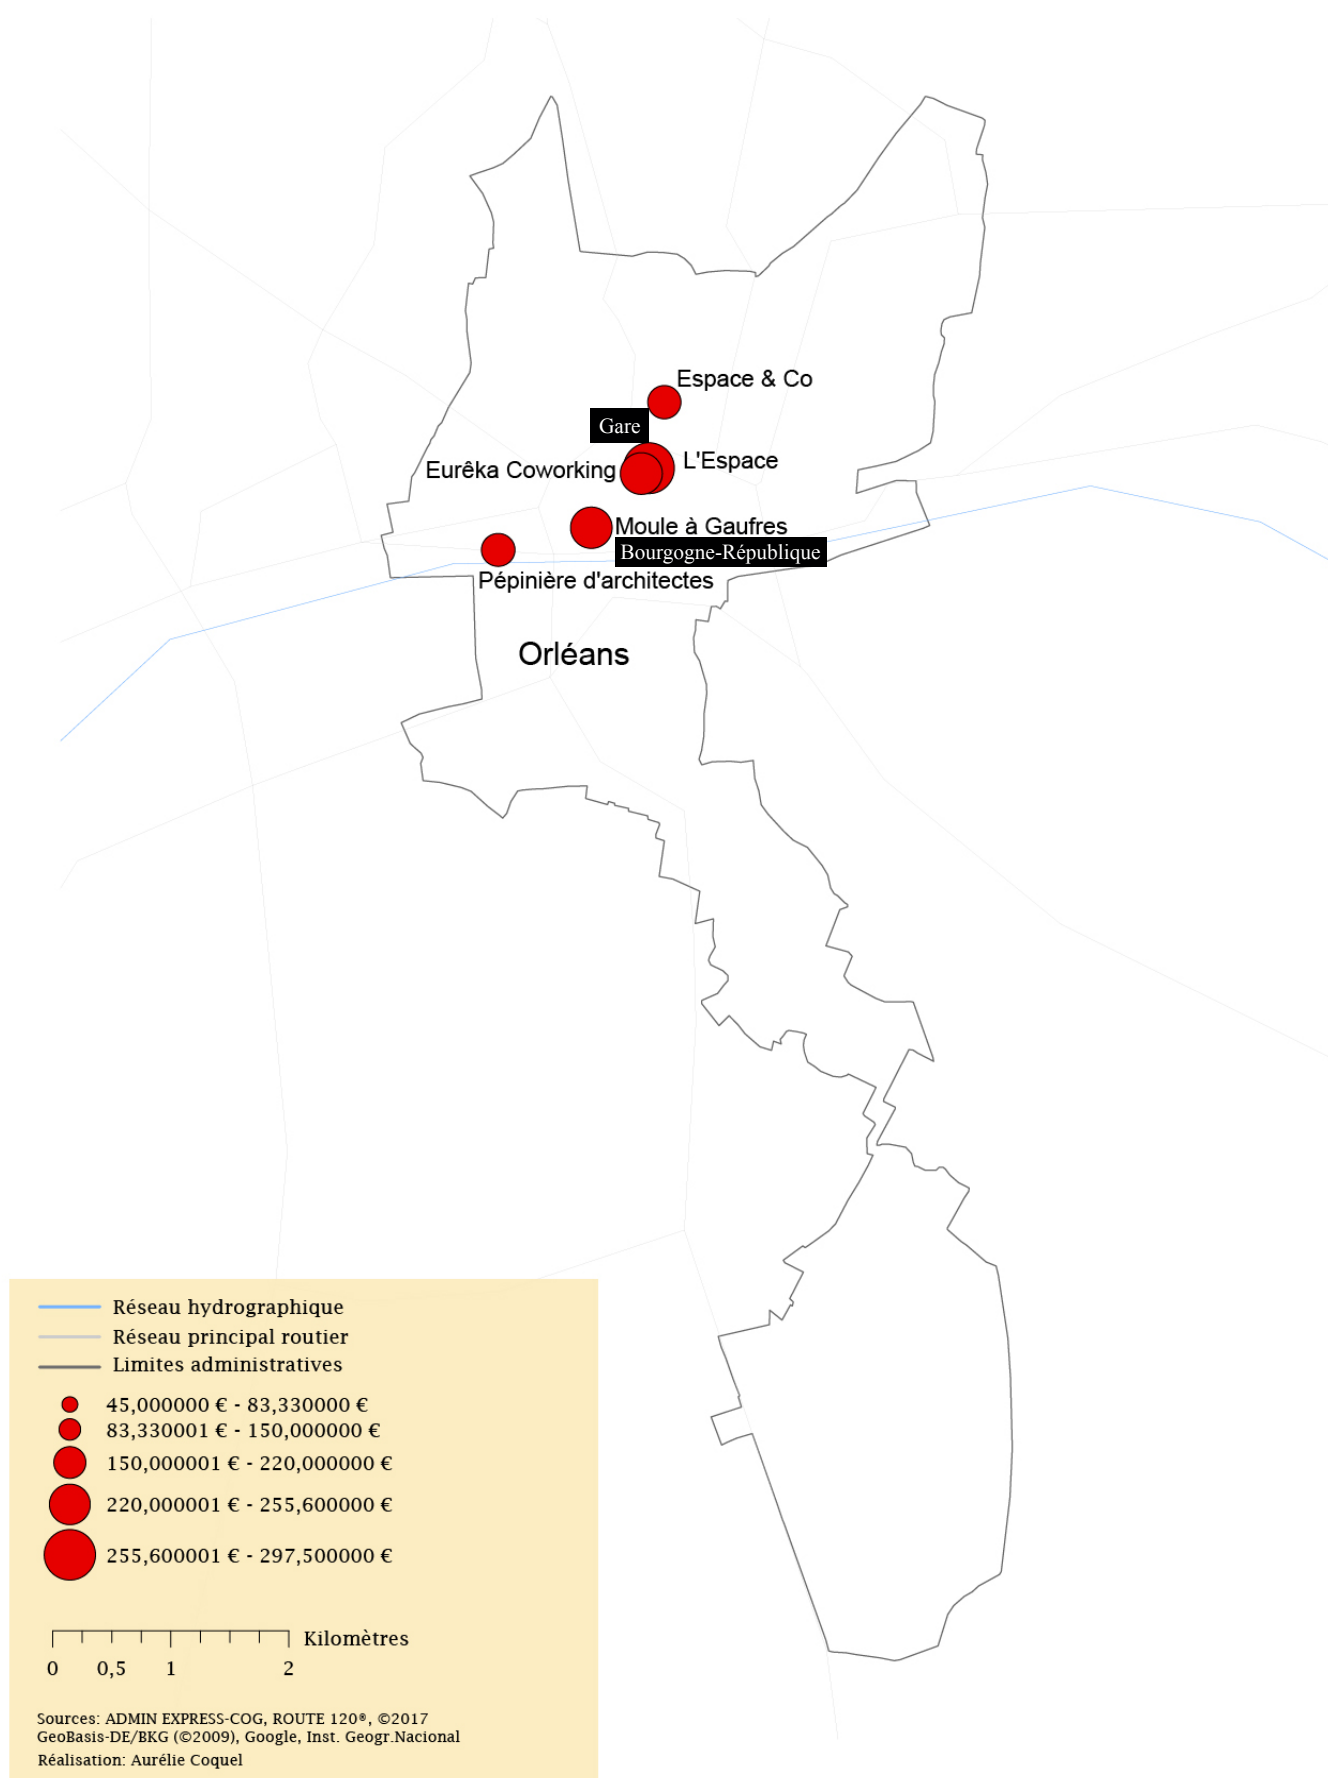 Espace & Co
Gare
L'Espace
Eurêka Coworking
Moule à Gaufres
Bourgogne-République
Pépinière d'architectes
Orléans
Réseau hydrographique
Réseau principal routier
Limites administratives
45,000000 € - 83,330000 €
83,330001 € - 150,000000 €
150,000001 € - 220,000000 €
220,000001 € - 255,600000 €
255,600001 € - 297,500000 €
Kilomètres
0 0,5 1 2
Sources: ADMIN EXPRESS-COG, ROUTE 120®, ©2017
GeoBasis-DE/BKG (©2009), Google, Inst. Geogr.Nacional
Réalisation: Aurélie Coquel